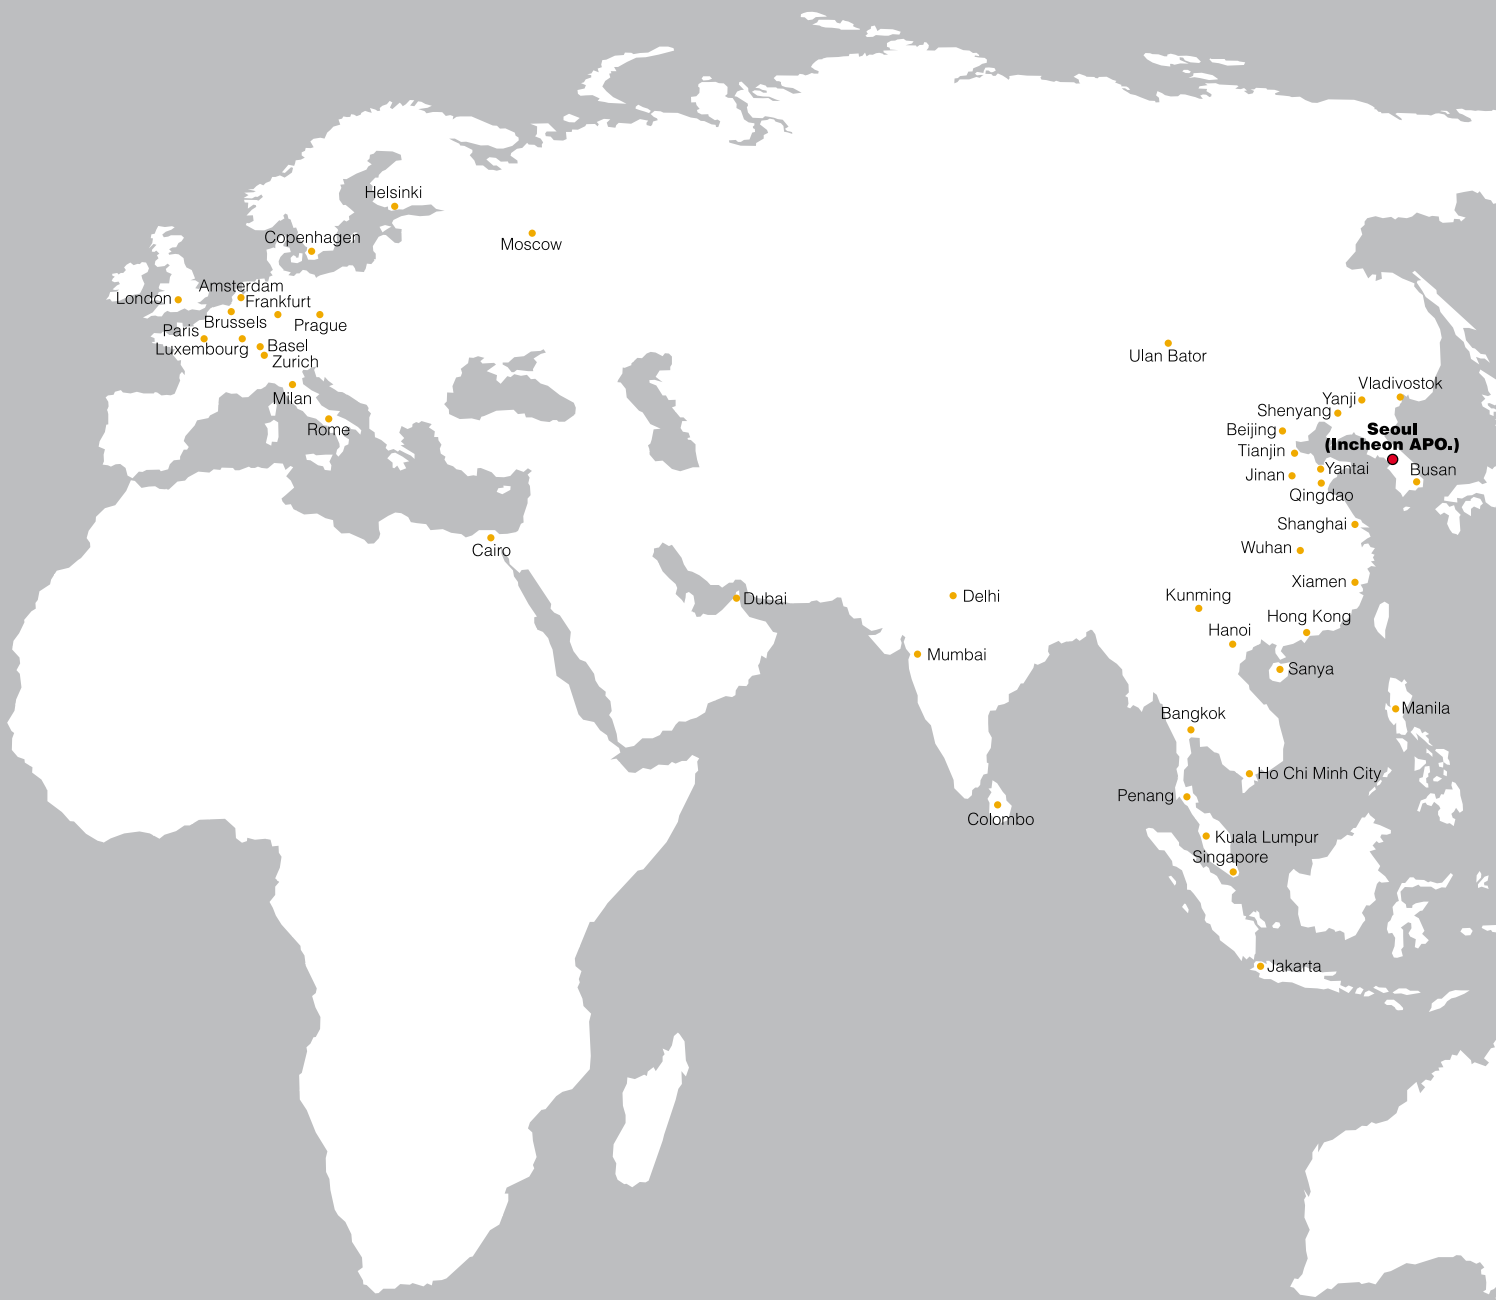 Helsinki
Copenhagen
Moscow
Amsterdam
London
Frankfurt
Brussels
Prague
Paris
Luxembourg
Basel
Zurich
Milan
Rome
Ulan Bator
Vladivostok
Yanji
Shenyang
Beijing
Seoul
(Incheon APO.)
Tianjin
Yantai
Busan
Jinan
Qingdao
Shanghai
Wuhan
Cairo
Xiamen
Dubai
Delhi
Kunming
Hong Kong
Hanoi
Mumbai
Sanya
Manila
Bangkok
Ho Chi Minh City
Penang
Colombo
Kuala Lumpur
Singapore
Jakarta